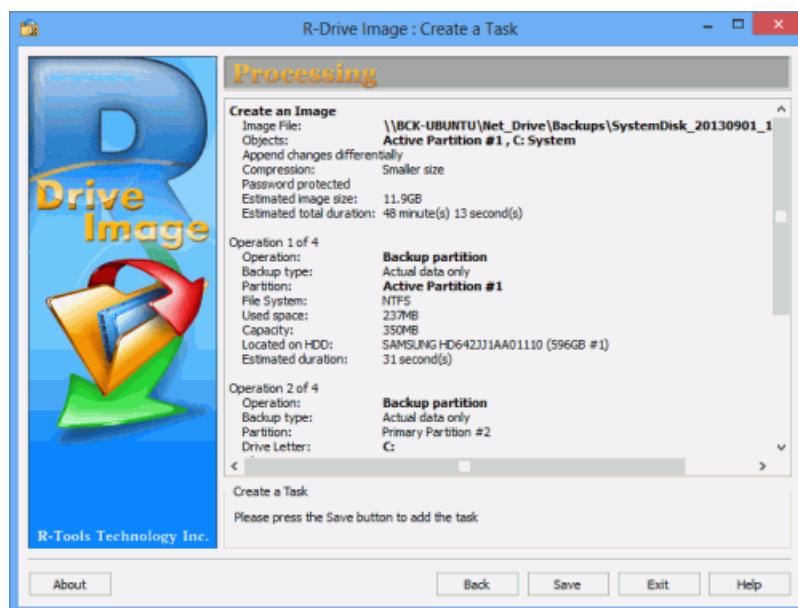 R-Drive Image : Create a Task
R
Drive
Image
R-Tools Technology Inc.
Processing
Create an Image
Image File: \\BCK-UBUNTU\Net_Drive\Backups\SystemDisk_20130901_1
Objects: Active Partition #1 , C: System
Append changes differentially
Compression: Smaller size
Password protected
Estimated image size: 11.9GB
Estimated total duration: 48 minute(s) 13 second(s)
Operation 1 of 4
Operation: Backup partition
Backup type: Actual data only
Partition: Active Partition #1
File System: NTFS
Used space: 237MB
Capacity: 350MB
Located on HDD: SAMSUNG HD642JJ1AA01110 (596GB #1)
Estimated duration: 31 second(s)
Operation 2 of 4
Operation: Backup partition
Backup type: Actual data only
Partition: Primary Partition #2
Drive Letter: C:
Create a Task
Please press the Save button to add the task
About Back Save Exit Help